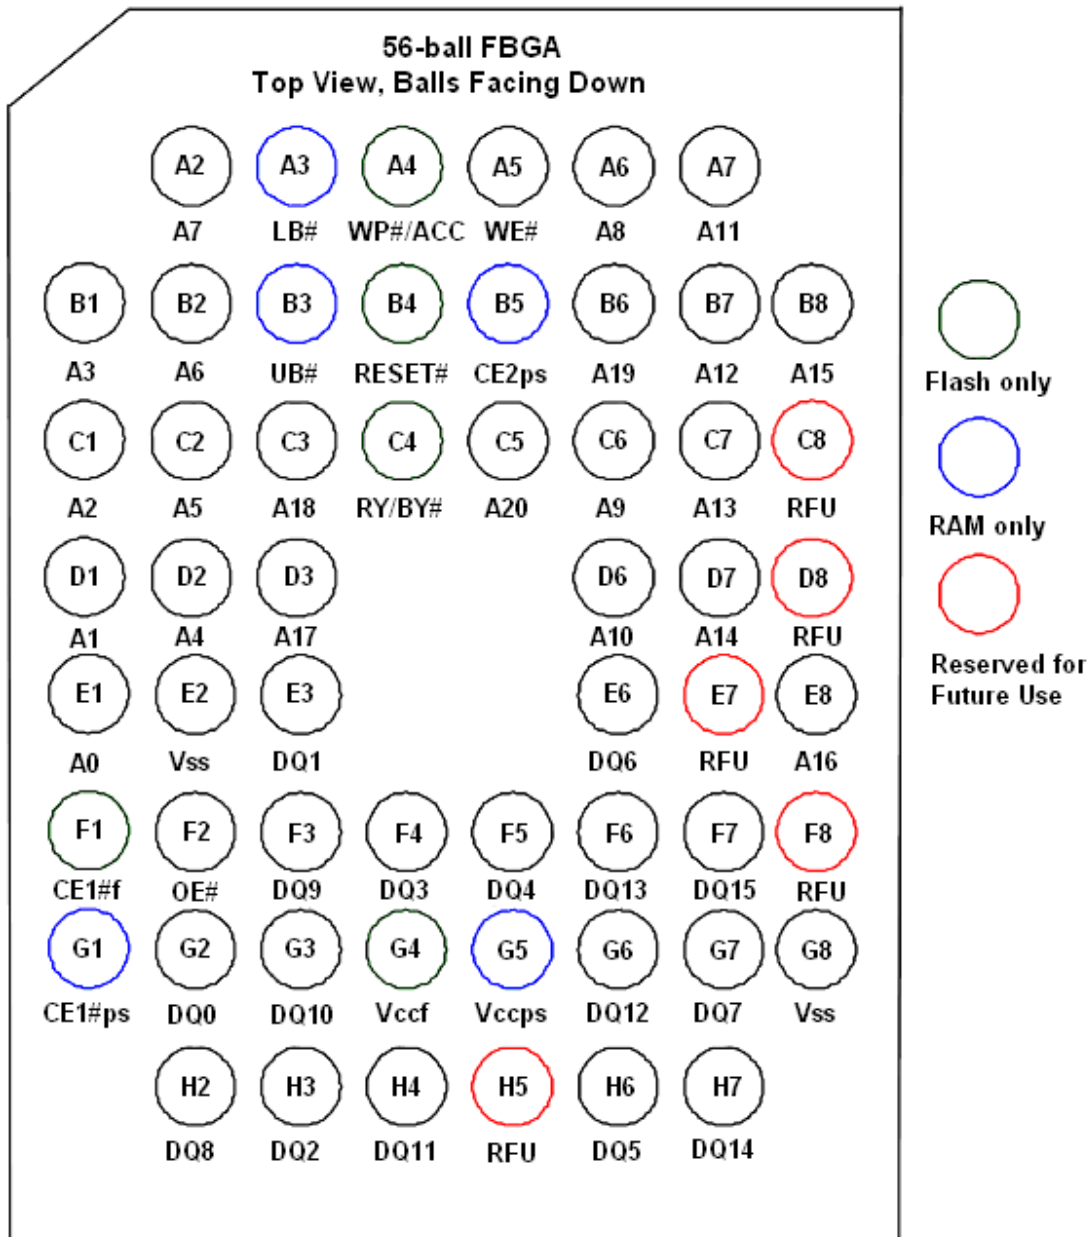 56-ball FBGA
Top View, Balls Facing Down
A2 A3 A4 A5 A6 A7
A7 LB# WP#/ACC WE# A8 A11
B1 B2 B3 B4 B5 B6 B7 B8
A3 A6 UB# RESET# CE2ps A19 A12 A15
C1 C2 C3 C4 C5 C6 C7 C8
A2 A5 A18 RY/BY# A20 A9 A13 RFU
D1 D2 D3 D6 D7 D8
A1 A4 A17 A10 A14 RFU
E1 E2 E3 E6 E7 E8
A0 Vss DQ1 DQ6 RFU A16
F1 F2 F3 F4 F5 F6 F7 F8
CE1#f OE# DQ9 DQ3 DQ4 DQ13 DQ15 RFU
G1 G2 G3 G4 G5 G6 G7 G8
CE1#ps DQ0 DQ10 Vccf Vccps DQ12 DQ7 Vss
H2 H3 H4 H5 H6 H7
DQ8 DQ2 DQ11 RFU DQ5 DQ14
Flash only
RAM only
Reserved for
Future Use